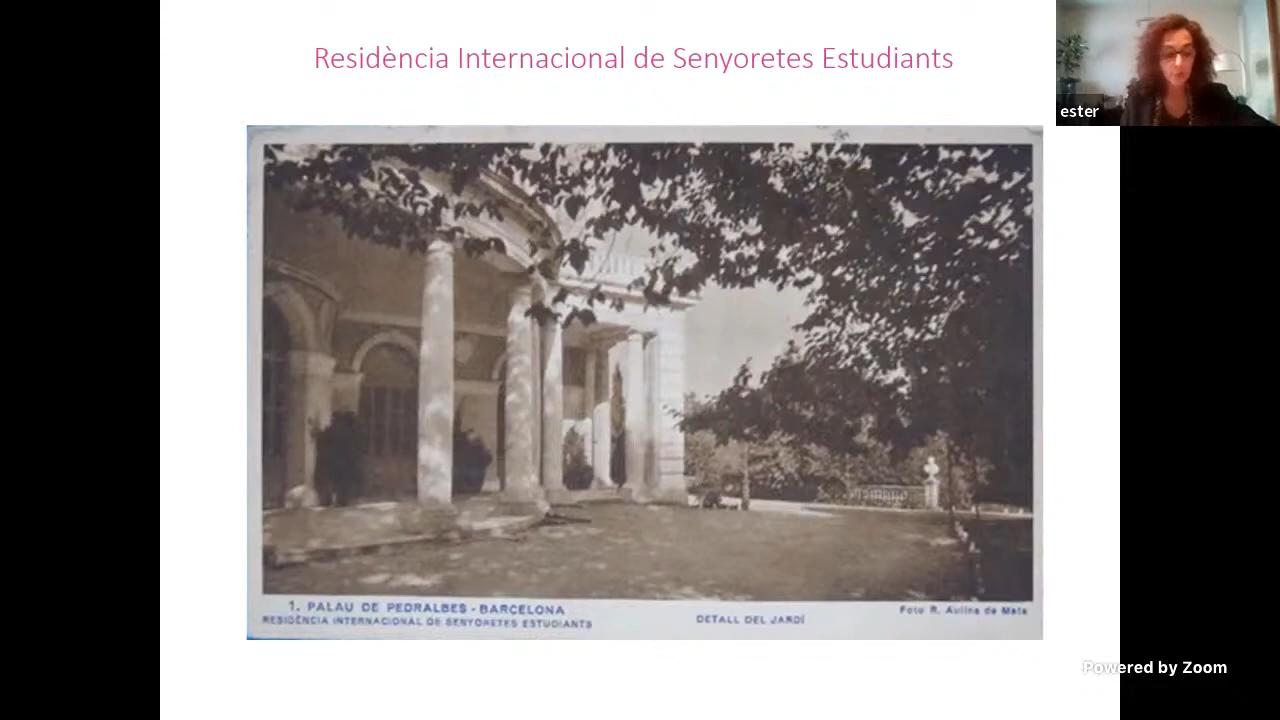 Residència Internacional de Senyoretes Estudiants
ester
1. PALAU DE PEDRALBES - BARCELONA
RESIDÈNCIA INTERNACIONAL DE SENYORETES ESTUDIANTS
DETALL DEL JARDÍ
Foto R. Aulina de Mata
Powered by Zoom